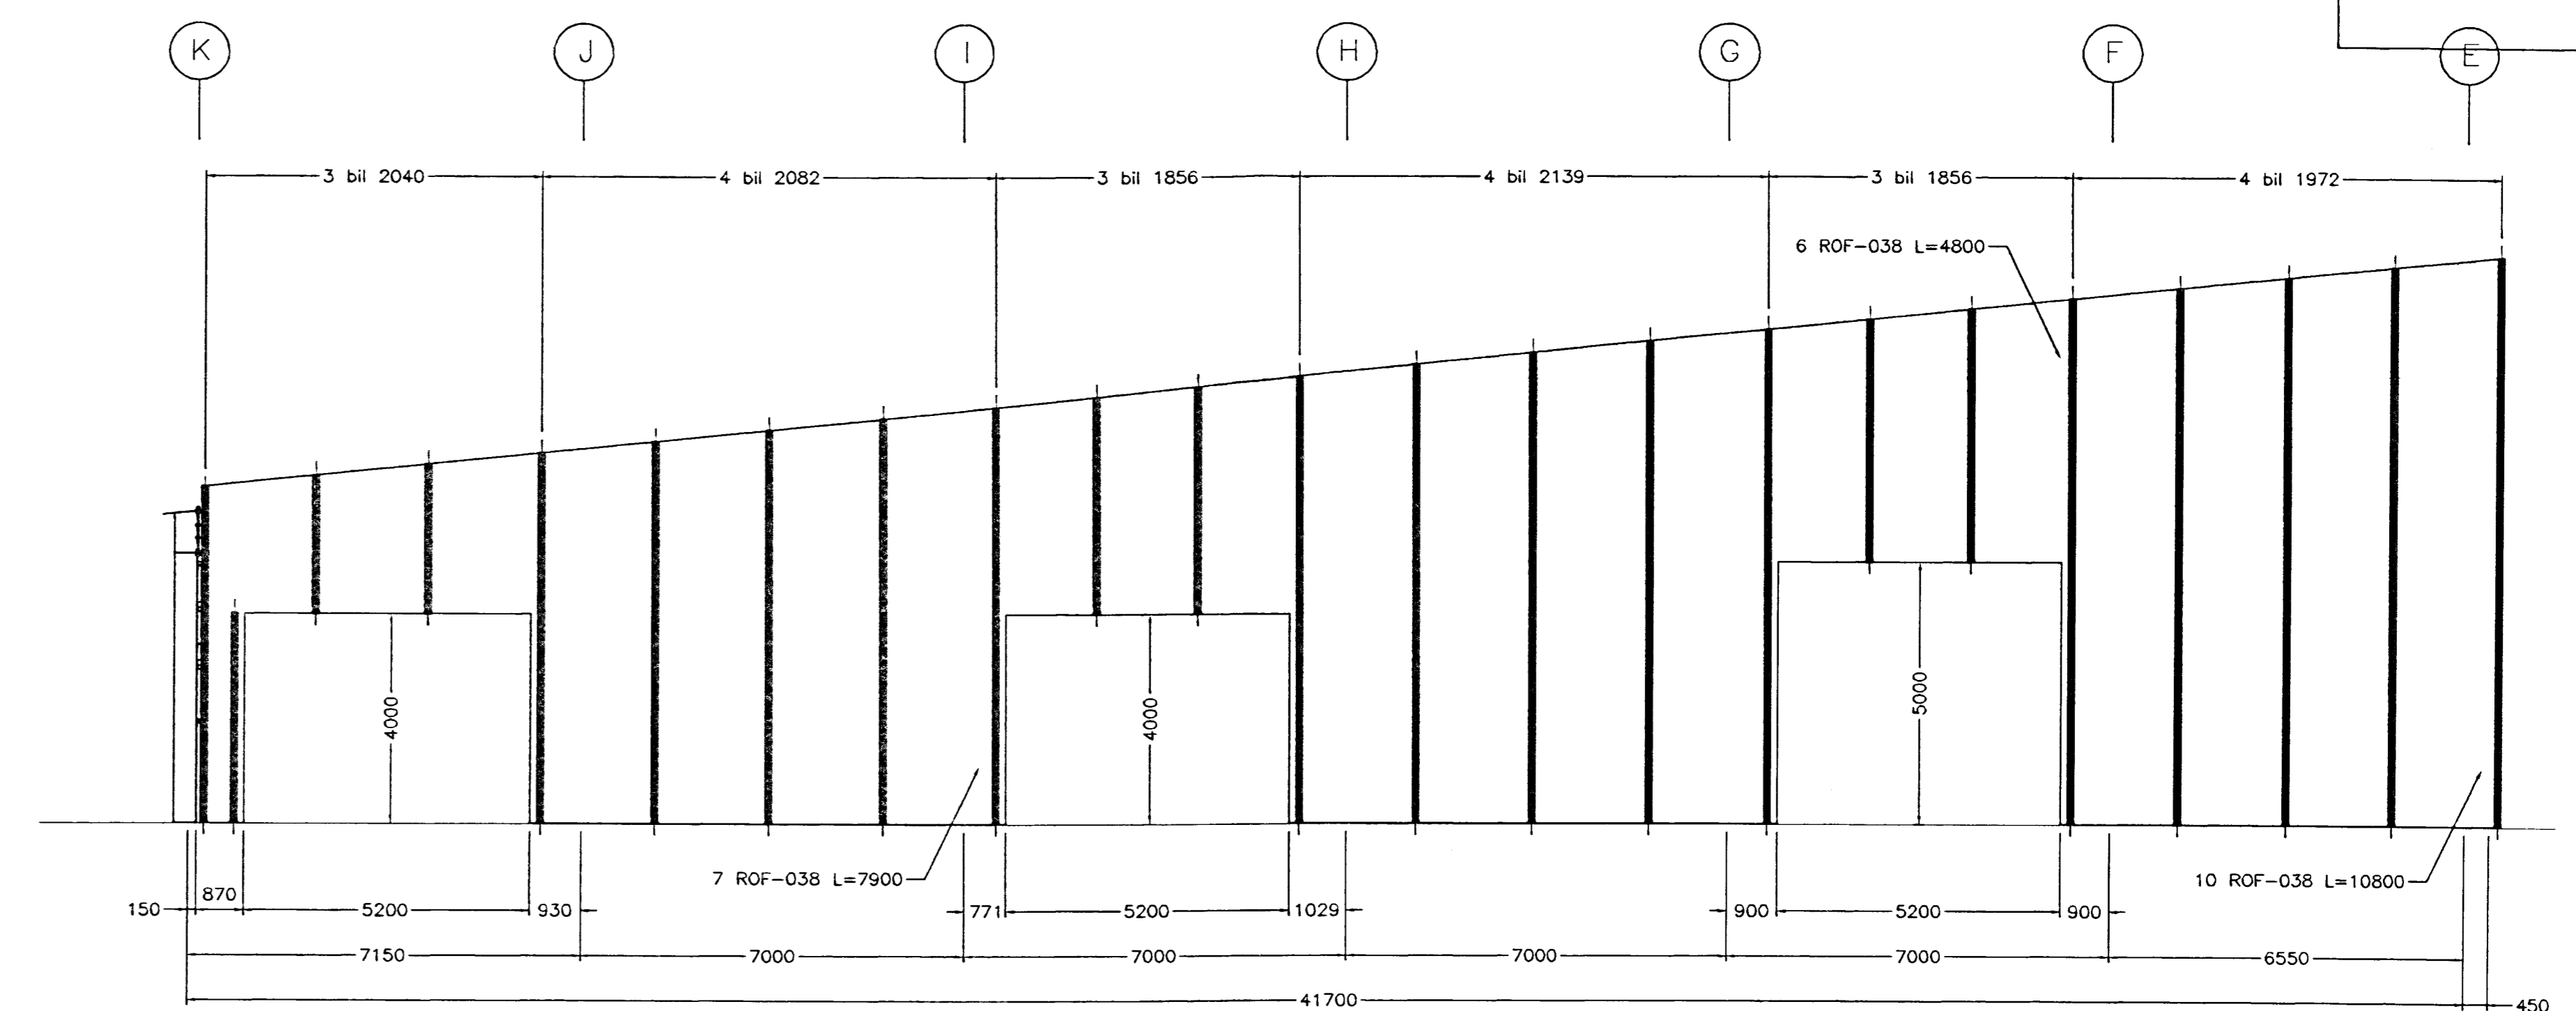 K J I H G F E
3 bil 2040 4 bil 2082 3 bil 1856 4 bil 2139 3 bil 1856 4 bil 1972
6 ROF-038 L=4800
4000 4000 5000
7 ROF-038 L=7900 10 ROF-038 L=10800
150 870 5200 930 771 5200 1029 900 5200 900
7150 7000 7000 7000 7000 6550
41700 450